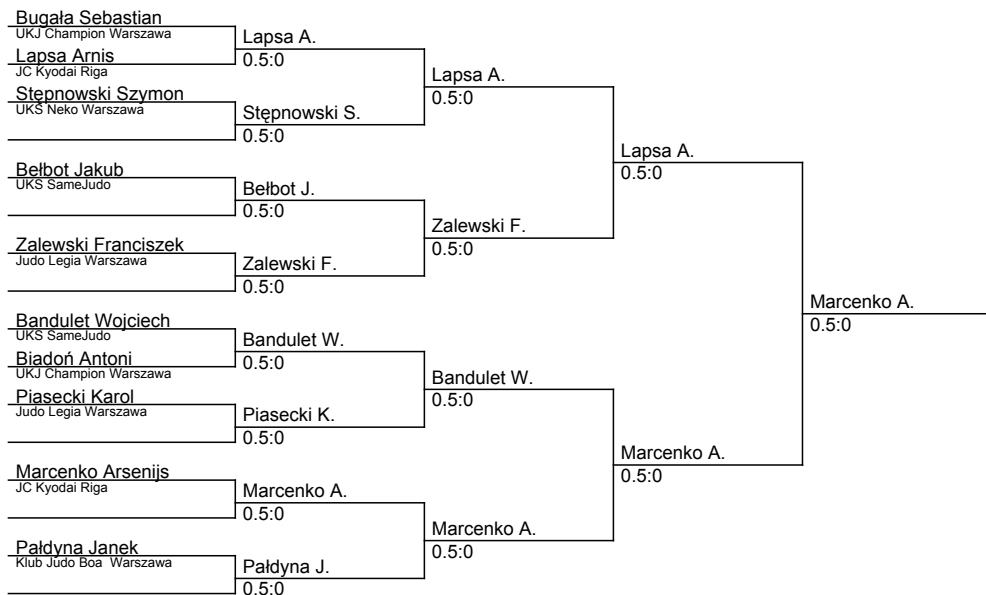 Bugała Sebastian
UKJ Champion Warszawa
Lapsa Arnis
JC Kyodai Riga
Stępnowski Szymon
UKS Neko Warszawa
Bełbot Jakub
UKS SameJudo
Zalewski Franciszek
Judo Legia Warszawa
Bandulet Wojciech
UKS SameJudo
Biadoń Antoni
UKJ Champion Warszawa
Piasecki Karol
Judo Legia Warszawa
Marcenko Arsenijs
JC Kyodai Riga
Pałdyna Janek
Klub Judo Boa  Warszawa
Lapsa A.
0.5:0
Stępnowski S.
0.5:0
Bełbot J.
0.5:0
Zalewski F.
0.5:0
Bandulet W.
0.5:0
Piasecki K.
0.5:0
Marcenko A.
0.5:0
Pałdyna J.
0.5:0
Lapsa A.
0.5:0
Zalewski F.
0.5:0
Bandulet W.
0.5:0
Marcenko A.
0.5:0
Lapsa A.
0.5:0
Marcenko A.
0.5:0
Marcenko A.
0.5:0